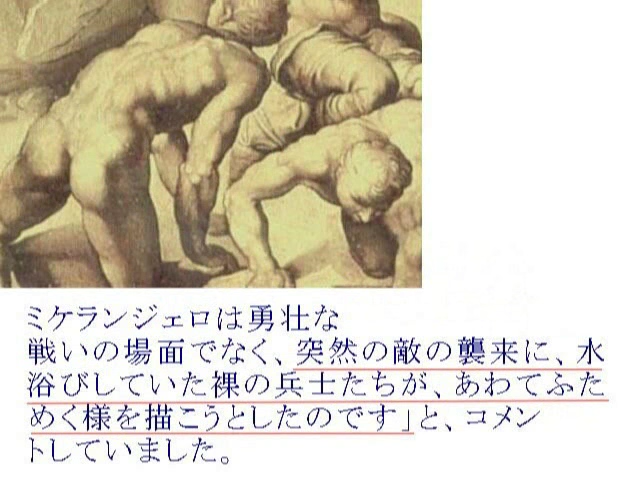 ミケランジェロは勇壮な
戦いの場面でなく、突然の敵の襲来に、水
浴びしていた裸の兵士たちが、あわてふた
めく様を描こうとしたのです」と、コメン
トしていました。